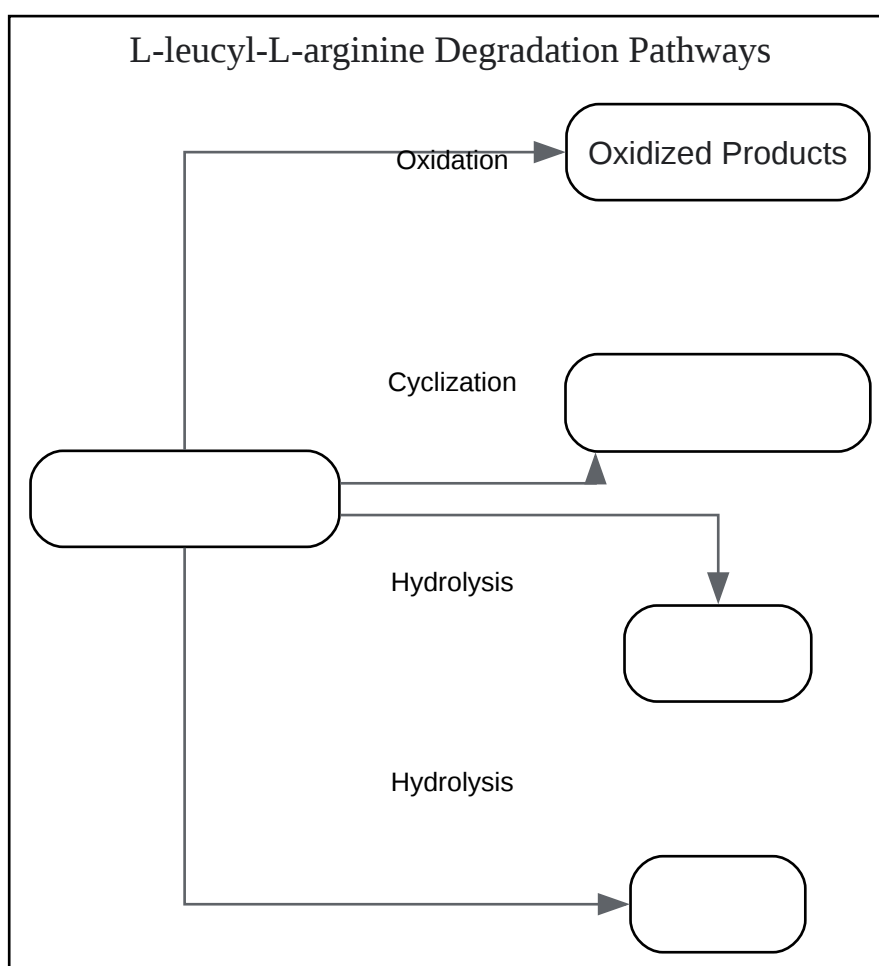 L-leucyl-L-arginine Degradation Pathways
Oxidation
Oxidized Products
Cyclization
Hydrolysis
Hydrolysis